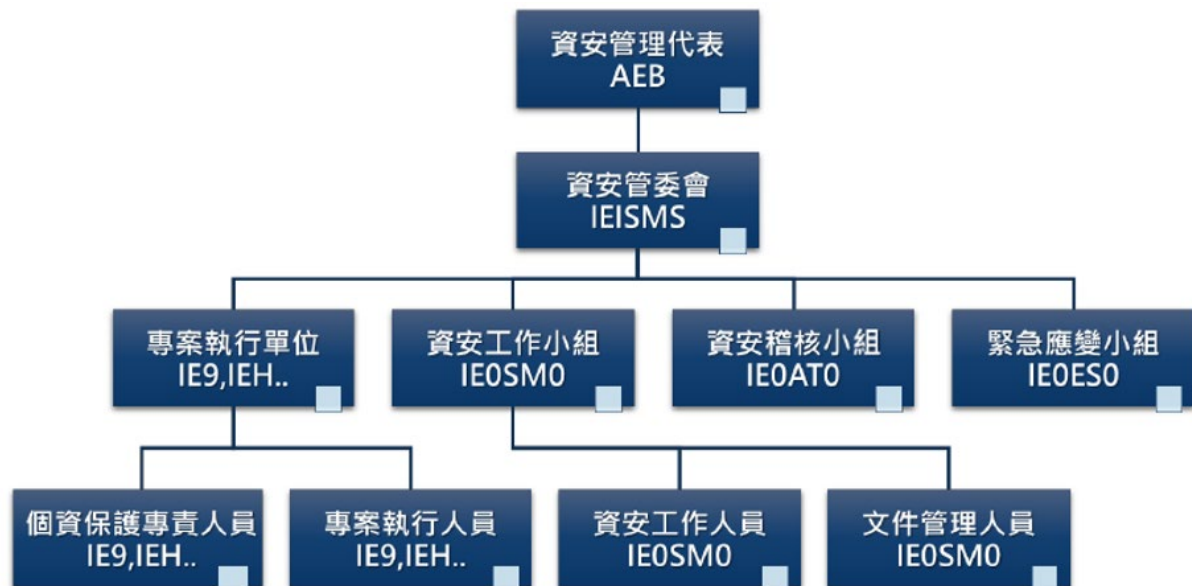 資安管理代表
AEB
資安管委會
IEISMS
專案執行單位
IE9,IEH..
資安工作小組
IE0SM0
資安稽核小組
IE0AT0
緊急應變小組
IE0ES0
個資保護專責人員
IE9,IEH..
專案執行人員
IE9,IEH..
資安工作人員
IE0SM0
文件管理人員
IE0SM0